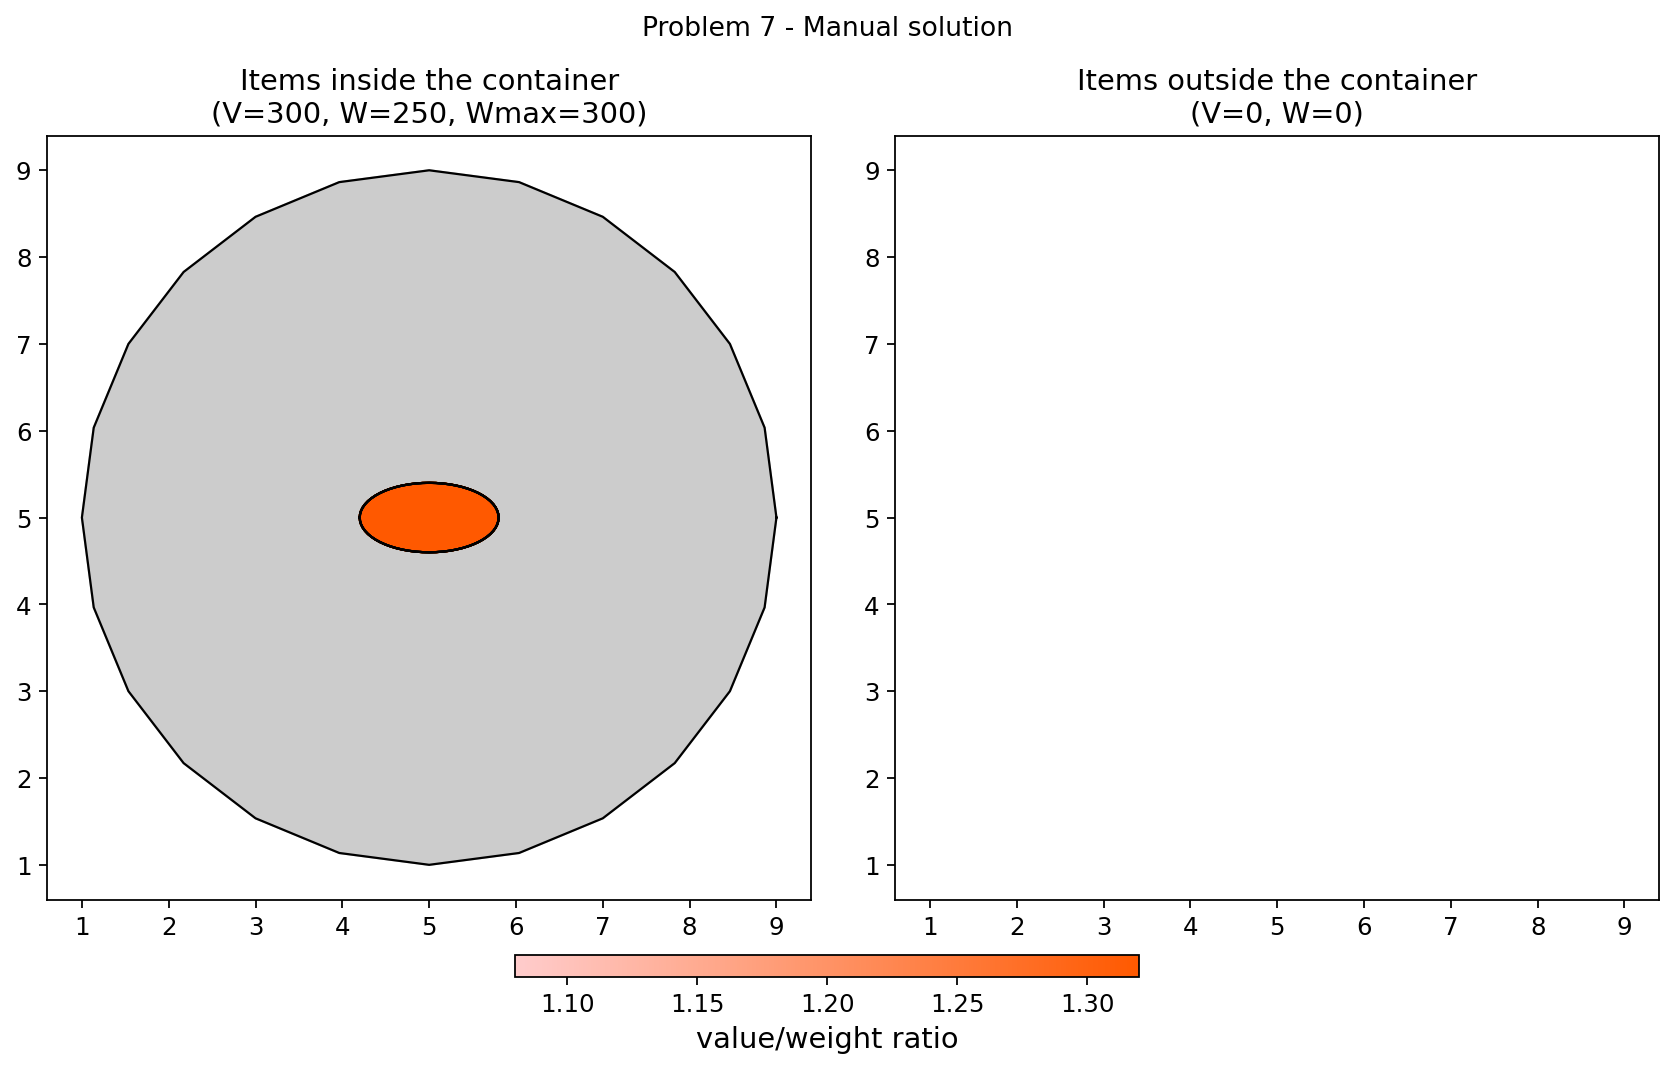 Problem 7 - Manual solution
Items inside the container
(V=300, W=250, Wmax=300)
9
8
7
6
5
4
3
2
1
1 2 3 4 5 6 7 8 9
Items outside the container
(V=0, W=0)
9
8
7
6
5
4
3
2
1
1 2 3 4 5 6 7 8 9
1.10 1.15 1.20 1.25 1.30
value/weight ratio